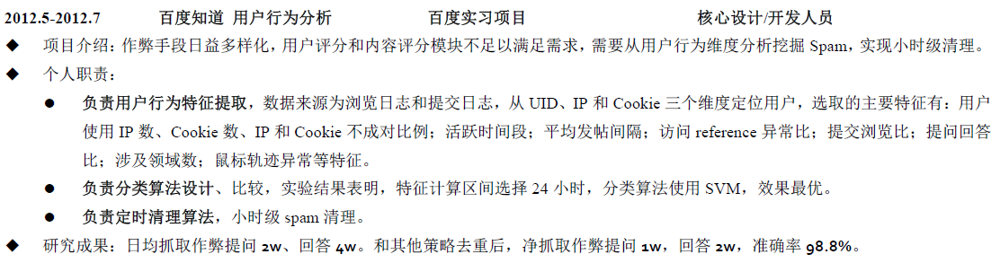 2012.5-2012.7 百度知道 用户行为分析 百度实习项目 核心设计/开发人员
◆ 项目介绍：作弊手段日益多样化，用户评分和内容评分模块不足以满足需求，需要从用户行为维度分析挖掘 Spam，实现小时级清理。
◆ 个人职责：
● 负责用户行为特征提取，数据来源为浏览日志和提交日志，从 UID、IP 和 Cookie 三个维度定位用户，选取的主要特征有：用户
使用 IP 数、Cookie 数、IP 和 Cookie 不成对比例；活跃时间段；平均发帖间隔；访问 reference 异常比；提交浏览比；提问回答
比；涉及领域数；鼠标轨迹异常等特征。
● 负责分类算法设计、比较，实验结果表明，特征计算区间选择 24 小时，分类算法使用 SVM，效果最优。
● 负责定时清理算法，小时级 spam 清理。
◆ 研究成果：日均抓取作弊提问 2w、回答 4w。和其他策略去重后，净抓取作弊提问 1w，回答 2w，准确率 98.8%。